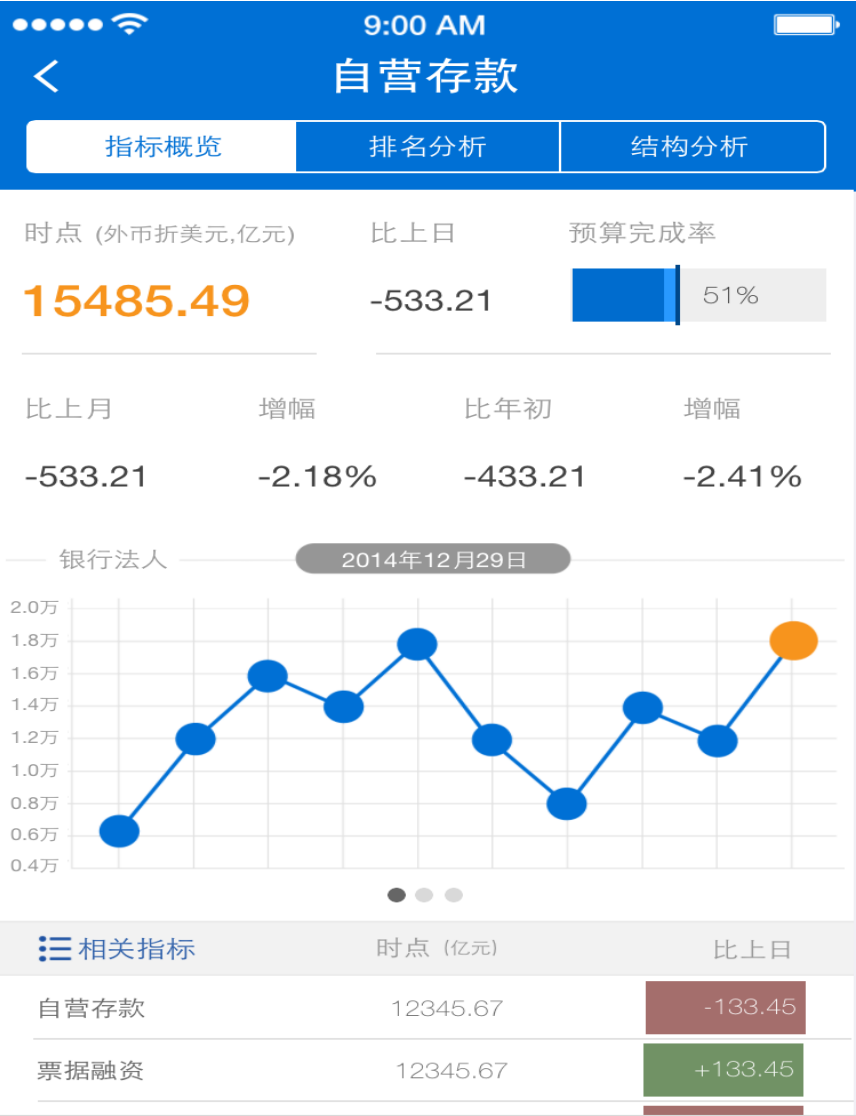 9:00 AM
自营存款
指标概览 排名分析 结构分析
时点 (外币折美元,亿元) 比上日 预算完成率
15485.49 -533.21 51%
比上月 增幅 比年初 增幅
-533.21 -2.18% -433.21 -2.41%
银行法人 2014年12月29日
2.0万
1.8万
1.6万
1.4万
1.2万
1.0万
0.8万
0.6万
0.4万
相关指标 时点 (亿元) 比上日
自营存款 12345.67 -133.45
票据融资 12345.67 +133.45